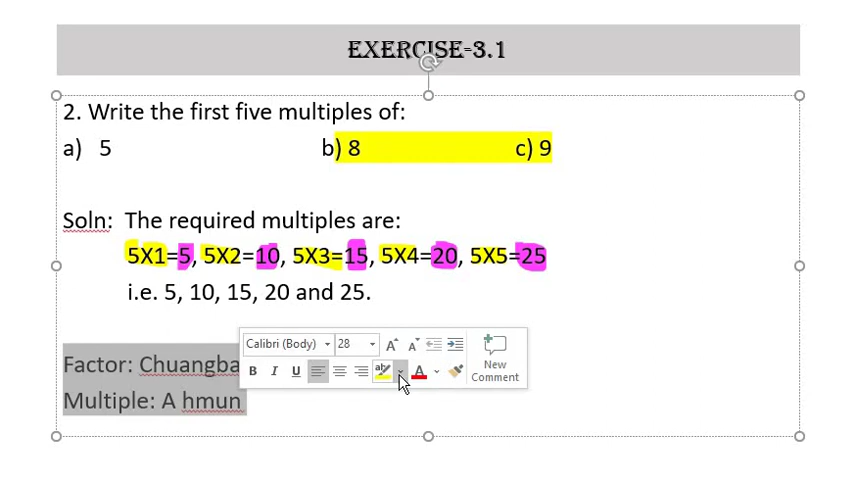 EXERCISE-3.1
2. Write the first five multiples of:
a) 5 b) 8 c) 9
Soln: The required multiples are:
5X1=5, 5X2=10, 5X3=15, 5X4=20, 5X5=25
i.e. 5, 10, 15, 20 and 25.
Calibri (Body) 28 A A
B I U ab A New
Comment
Factor: Chuangba
Multiple: A hmun